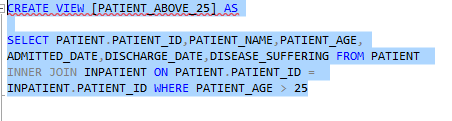 CREATE VIEW [PATIENT_ABOVE_25] AS
SELECT PATIENT.PATIENT_ID,PATIENT_NAME,PATIENT_AGE,
ADMITTED_DATE,DISCHARGE_DATE,DISEASE_SUFFERING FROM PATIENT
INNER JOIN INPATIENT ON PATIENT.PATIENT_ID =
INPATIENT.PATIENT_ID WHERE PATIENT_AGE > 25